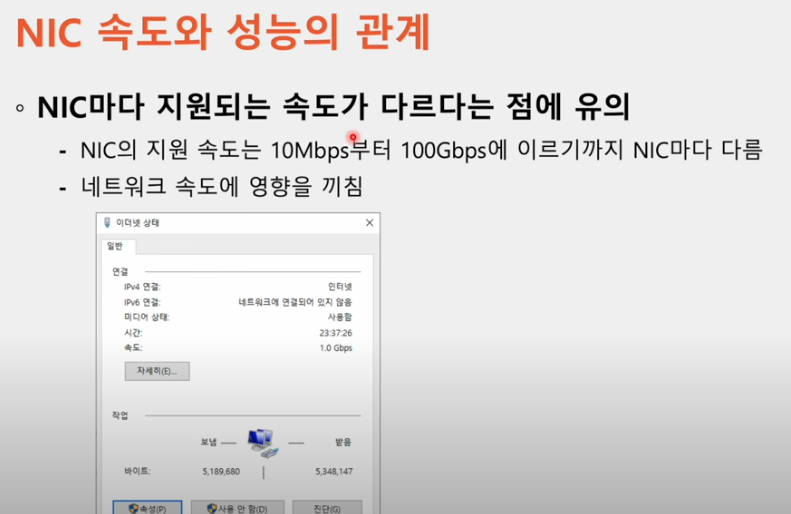 NIC 속도와 성능의 관계
◦ NIC마다 지원되는 속도가 다르다는 점에 유의
- NIC의 지원 속도는 10Mbps부터 100Gbps에 이르기까지 NIC마다 다름
- 네트워크 속도에 영향을 끼침
이더넷 상태
일반
연결
IPv4 연결: 인터넷
IPv6 연결: 네트워크에 연결되어 있지 않음
미디어 상태: 사용함
시간: 23:37:26
속도: 1.0 Gbps
자세히(E)...
작업
보냄 받음
바이트: 5,189,680 5,348,147
속성(P) 사용 안 함(D) 진단(G)